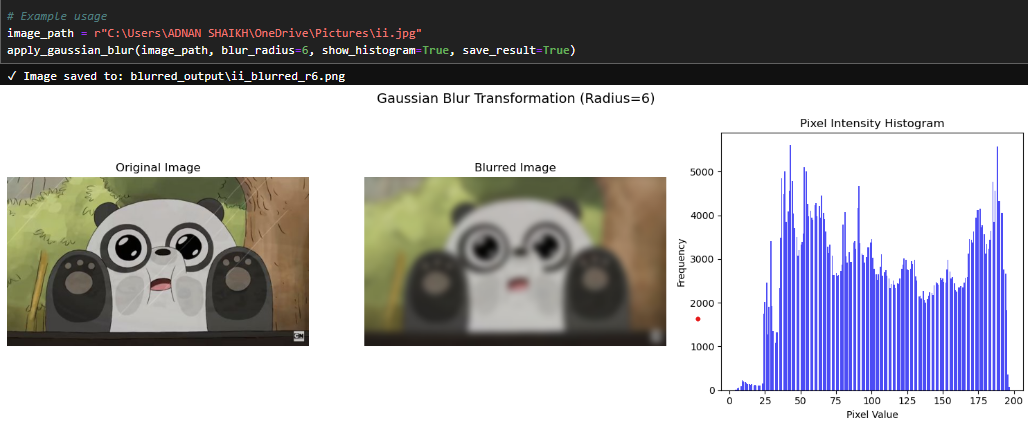 # Example usage
image_path = r"C:\Users\ADNAN SHAIKH\OneDrive\Pictures\ii.jpg"
apply_gaussian_blur(image_path, blur_radius=6, show_histogram=True, save_result=True)
✓ Image saved to: blurred_output\ii_blurred_r6.png
Gaussian Blur Transformation (Radius=6)
Original Image
CN
Blurred Image
Pixel Intensity Histogram
Frequency
5000
4000
3000
2000
1000
0
0 25 50 75 100 125 150 175 200
Pixel Value